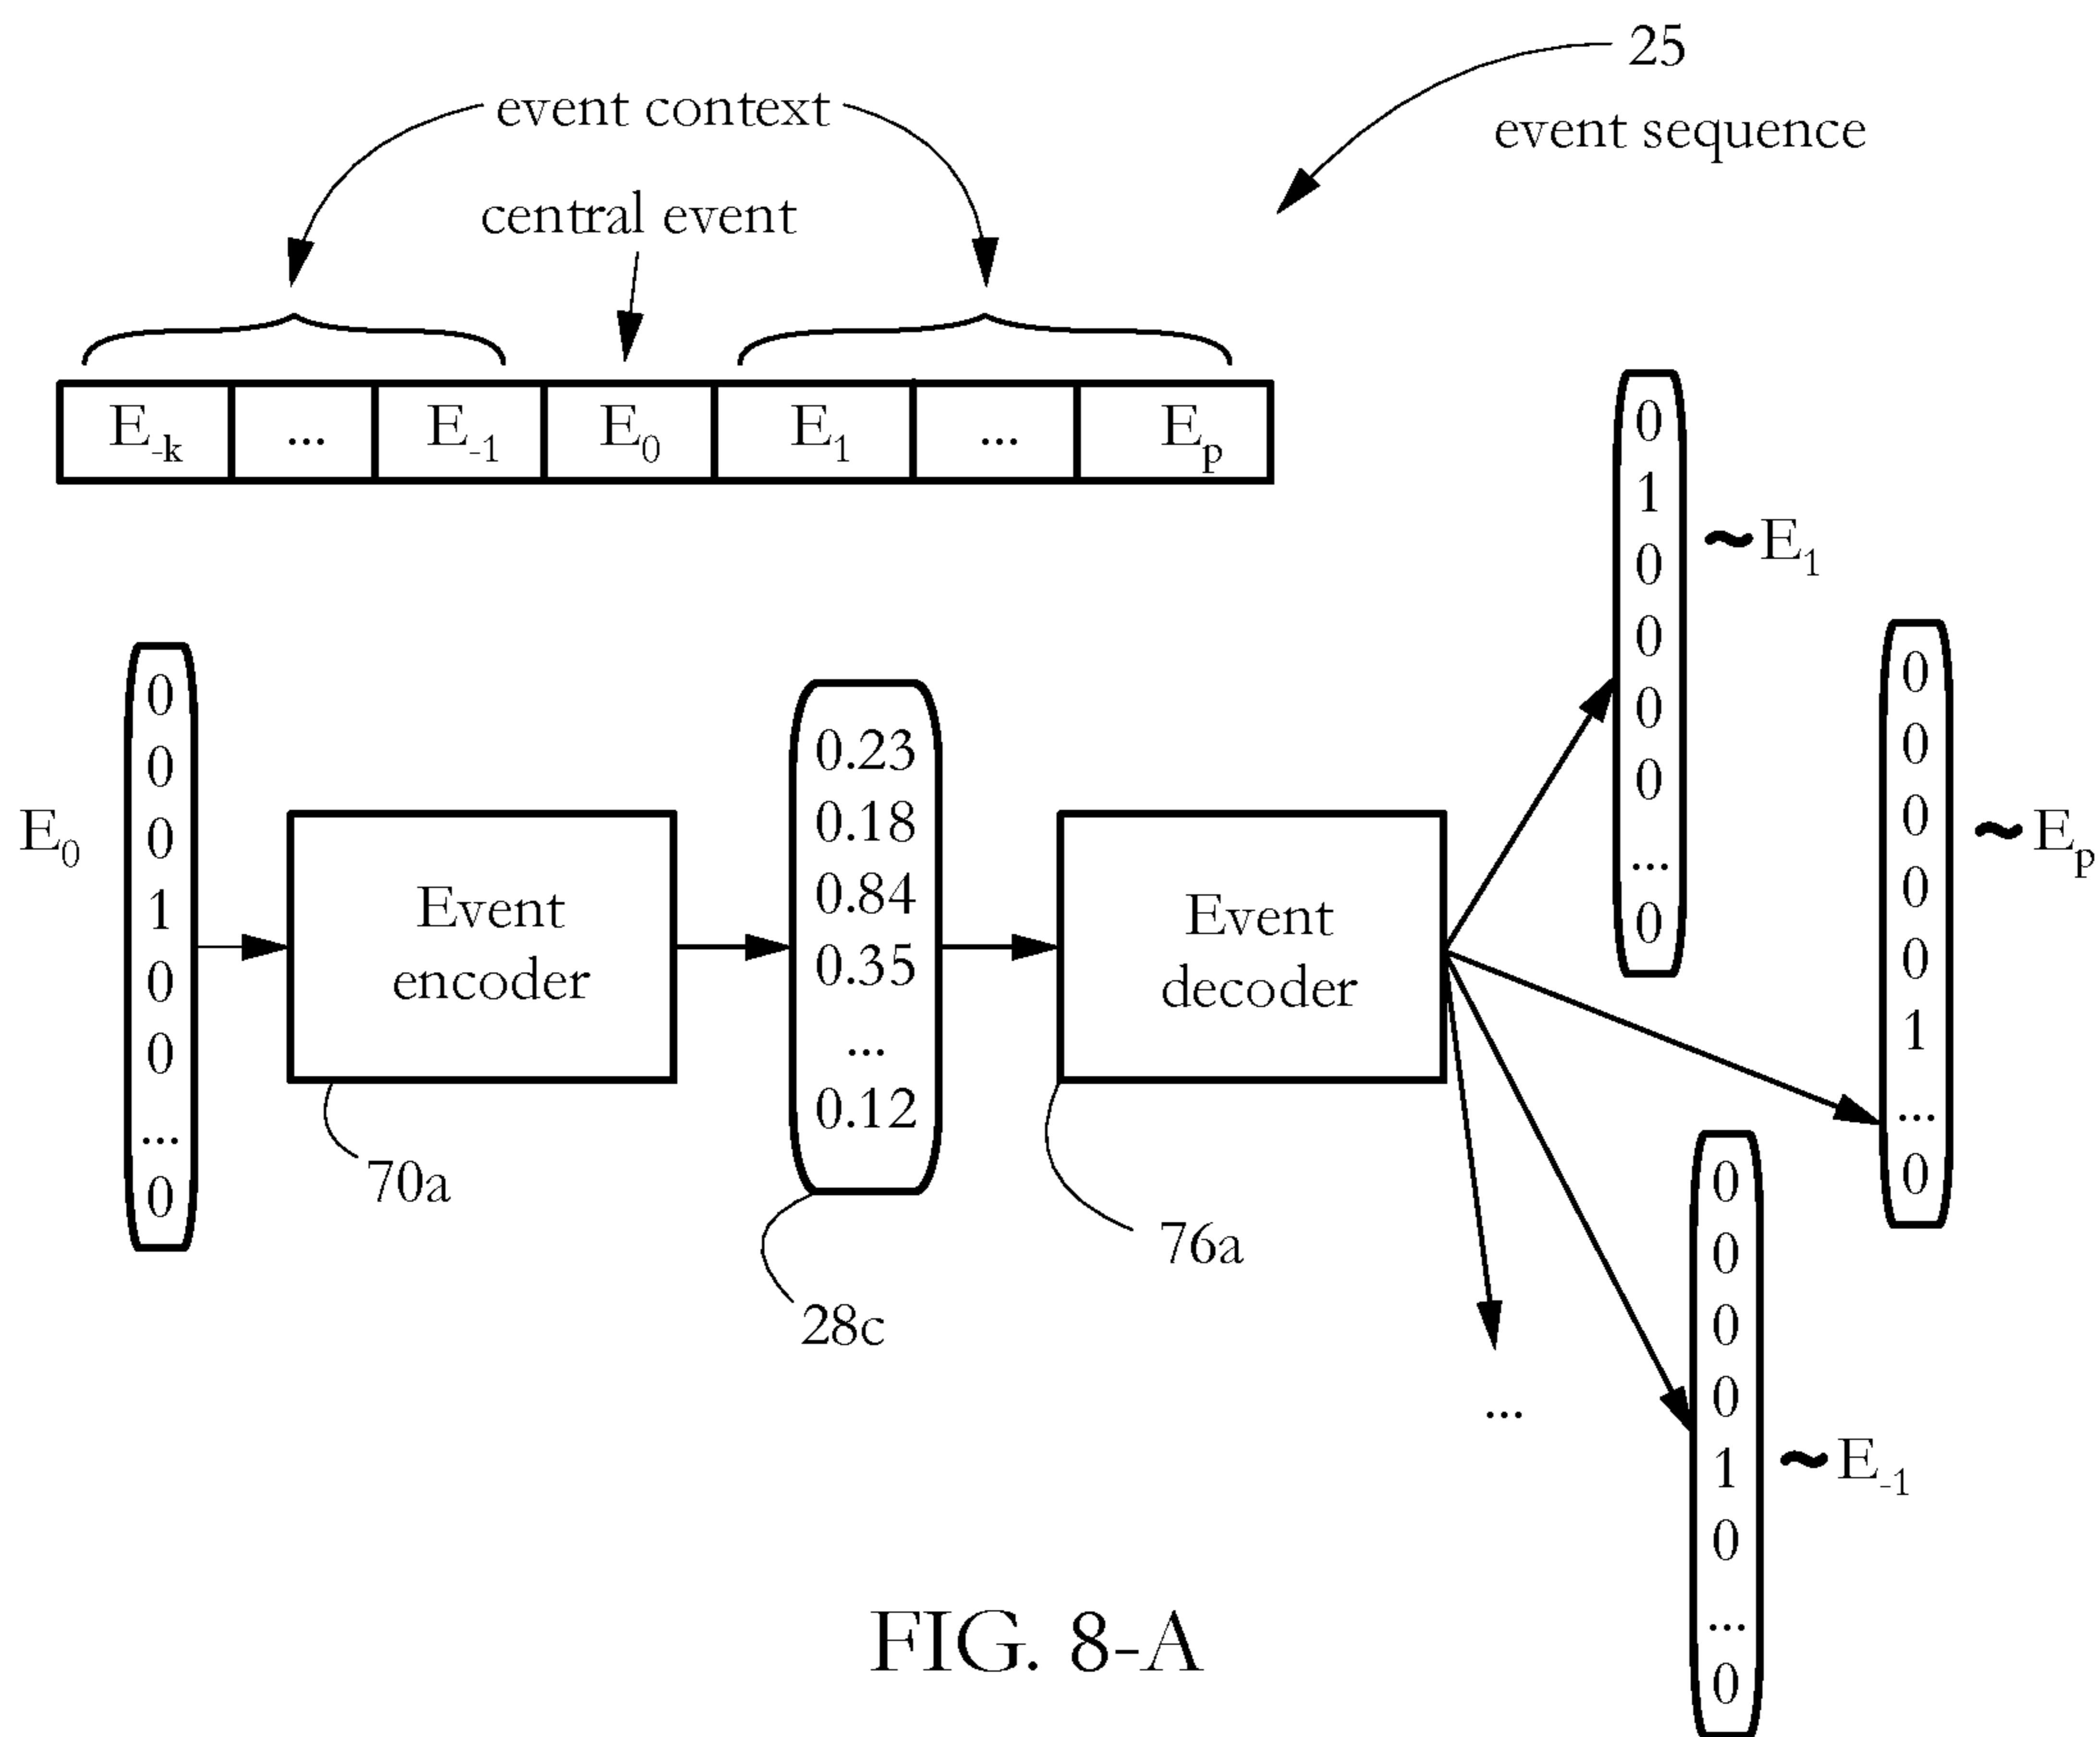 25
event sequence
event context
central event
E-k ... E-1 E0 E1 ... Ep
0
1
0
0
0
0
...
0
~E1
0
0
0
0
0
1
...
0
~Ep
E0
0
0
0
1
0
0
...
0
Event
encoder
70a
0.23
0.18
0.84
0.35
...
0.12
28c
Event
decoder
76a
...
0
0
0
0
1
0
...
0
~E-1
FIG. 8-A